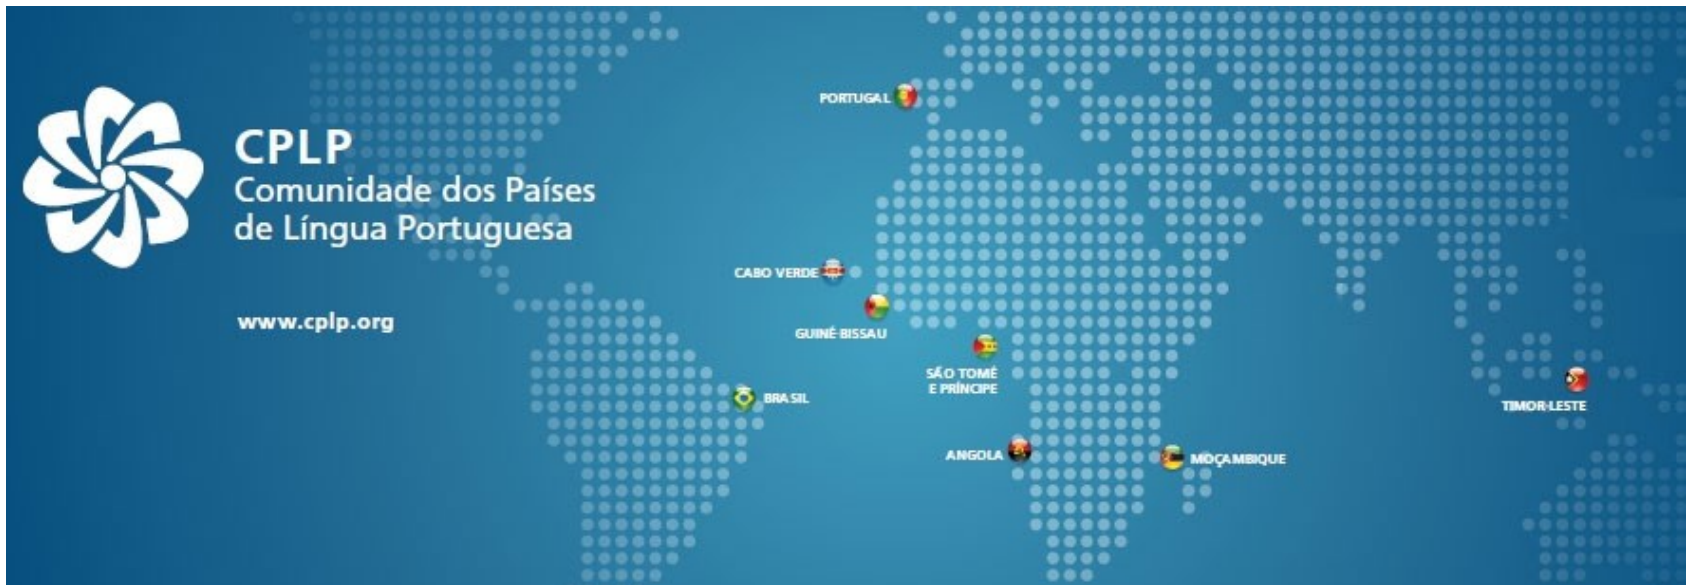 CPLP
Comunidade dos Países
de Língua Portuguesa
www.cplp.org
PORTUGAL
CABO VERDE
GUINÉ-BISSAU
SÃO TOMÉ
E PRÍNCIPE
BRASIL
TIMOR-LESTE
ANGOLA
MOÇAMBIQUE